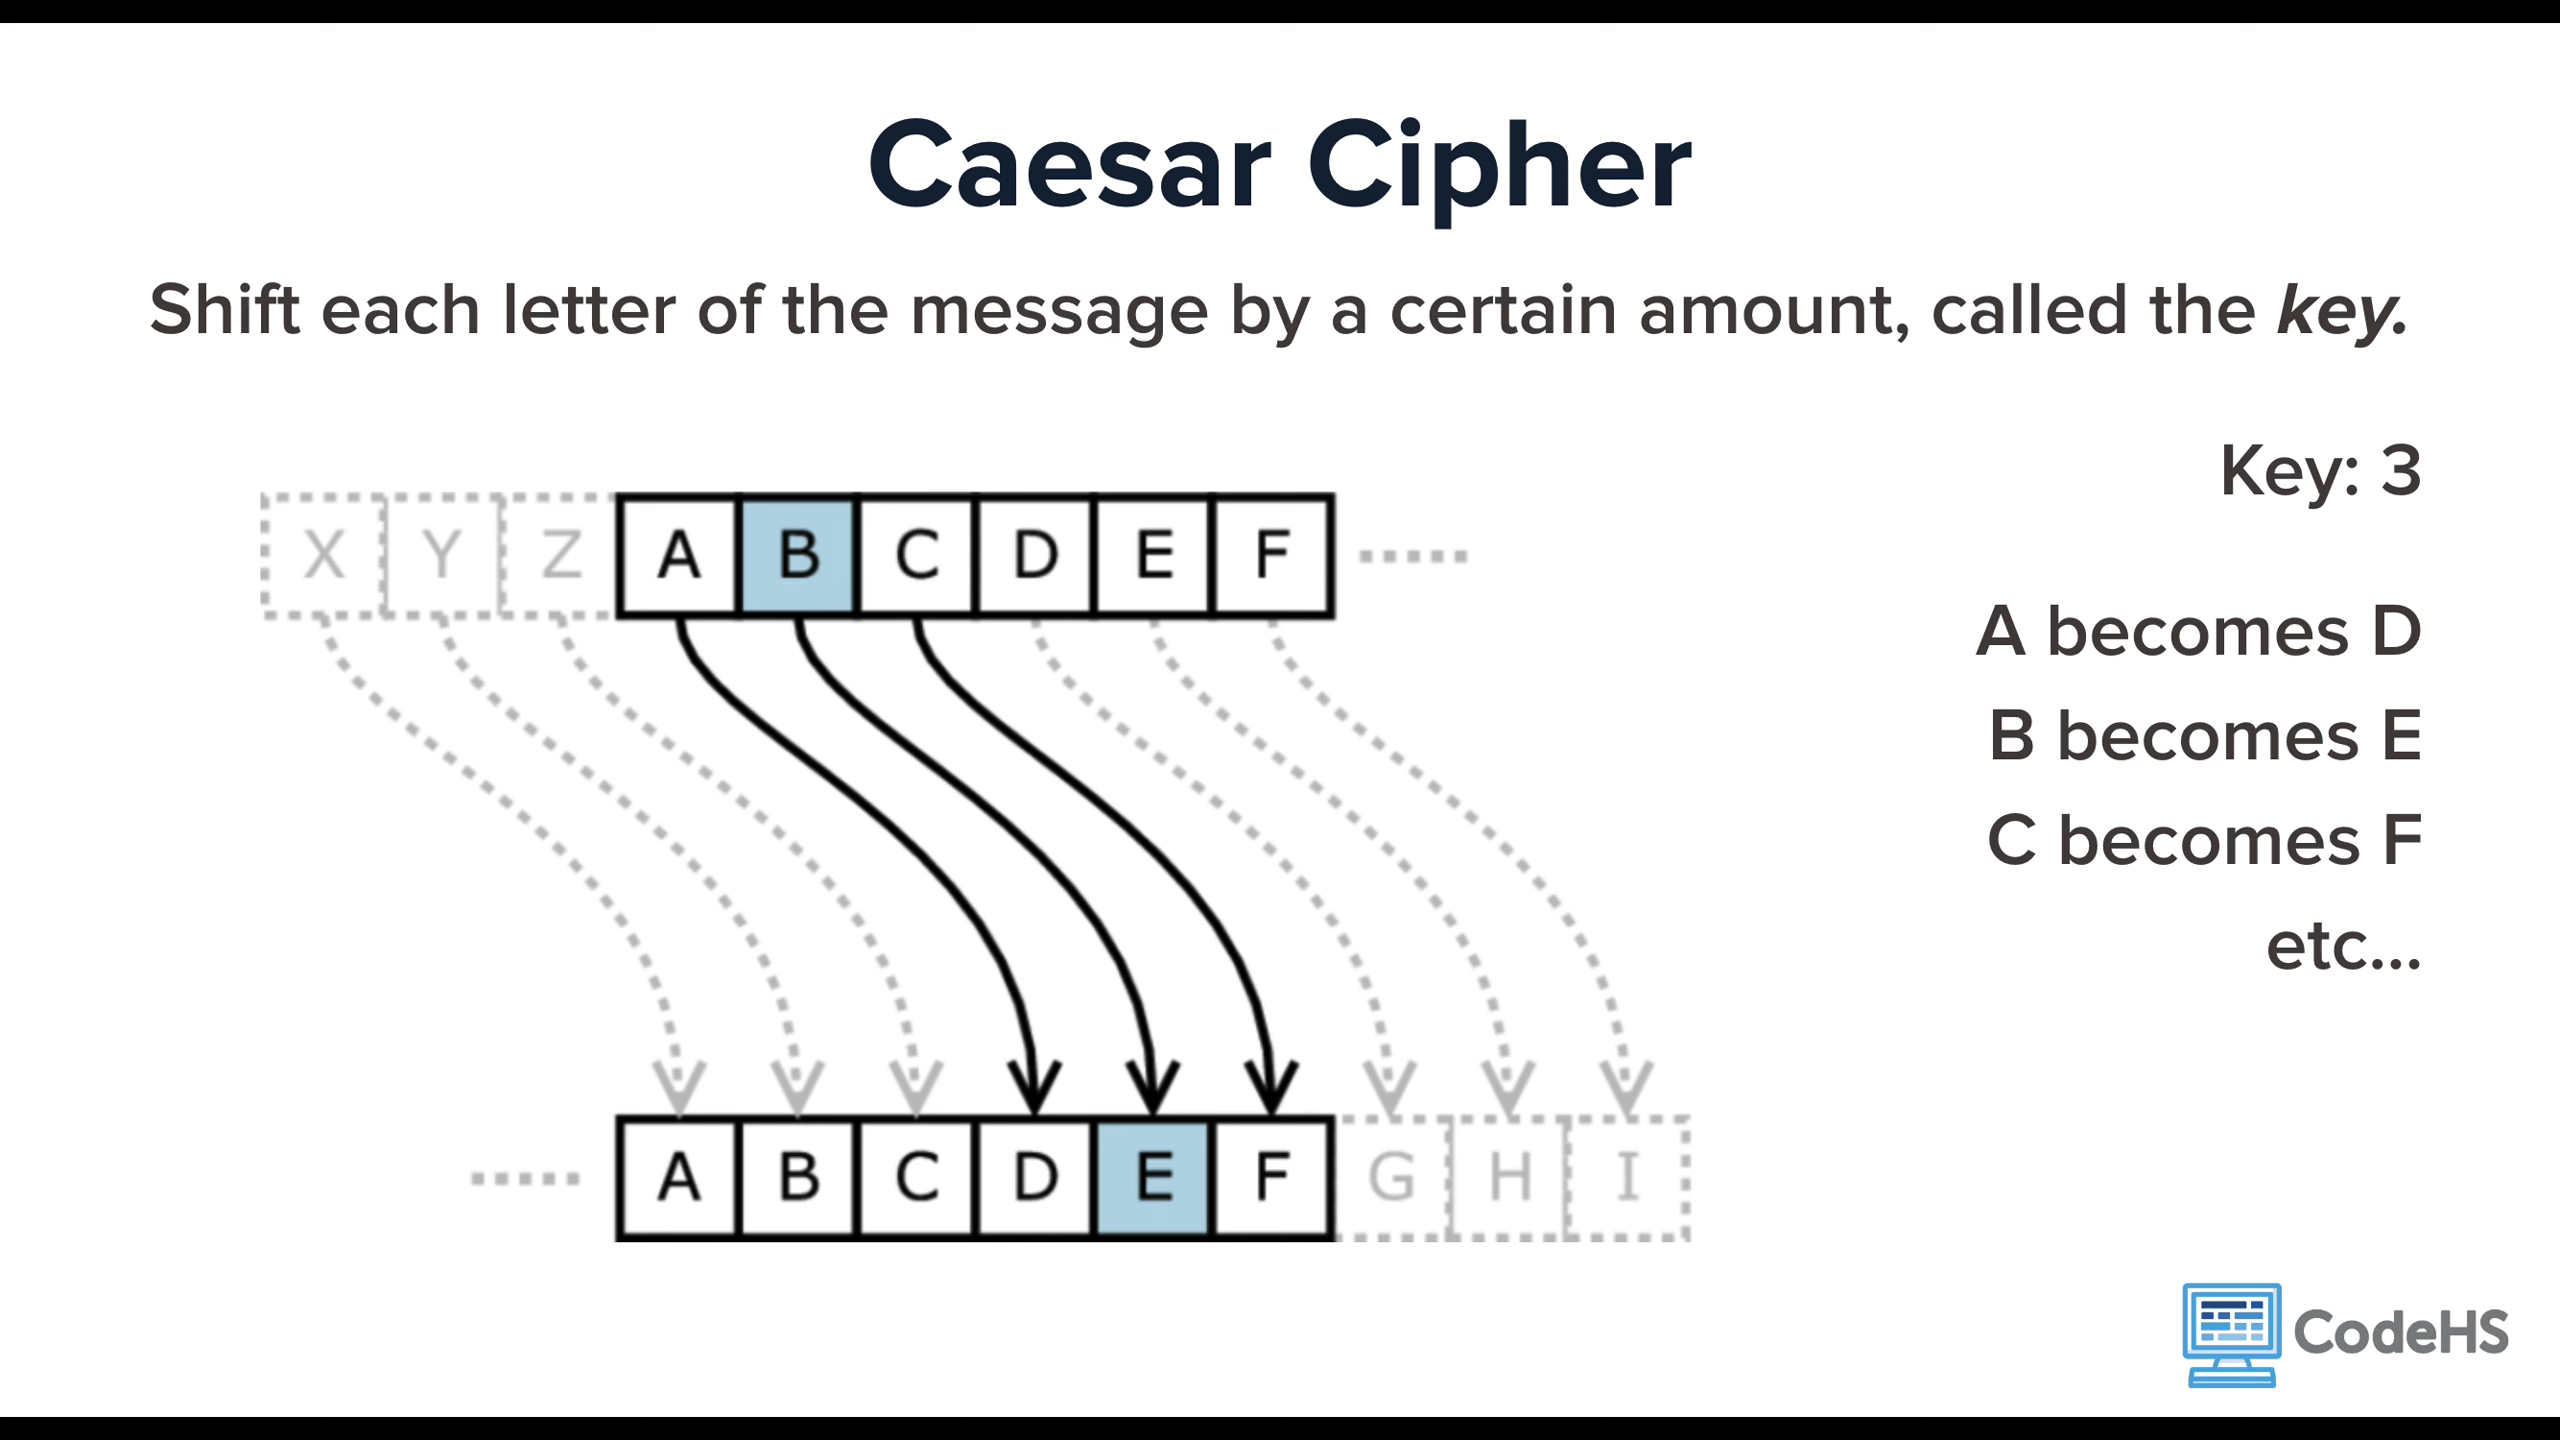 Caesar Cipher
Shift each letter of the message by a certain amount, called the key.
Key: 3
X Y Z A B C D E F
A becomes D
B becomes E
C becomes F
etc...
A B C D E F G H I
CodeHS